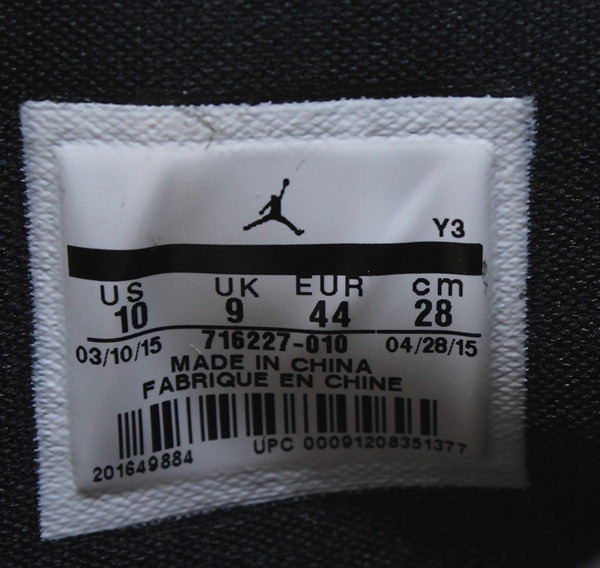 Y3
US UK EUR cm
10 9 44 28
03/10/15 716227-010 04/28/15
MADE IN CHINA
FABRIQUE EN CHINE
201649884 UPC 00091208351377